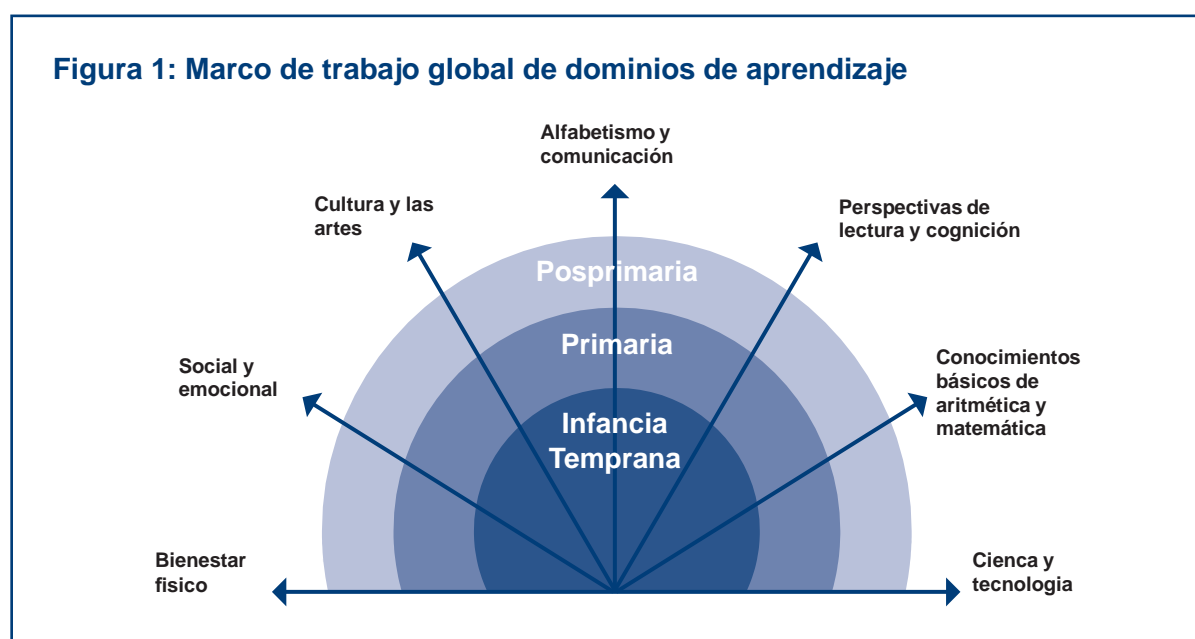 Figura 1: Marco de trabajo global de dominios de aprendizaje
Alfabetismo y
comunicación
Cultura y las
artes
Perspectivas de
lectura y cognición
Posprimaria
Primaria
Social y
emocional
Conocimientos
básicos de
aritmética y
matemática
Infancia
Temprana
Bienestar
fisico
Cienca y
tecnologia